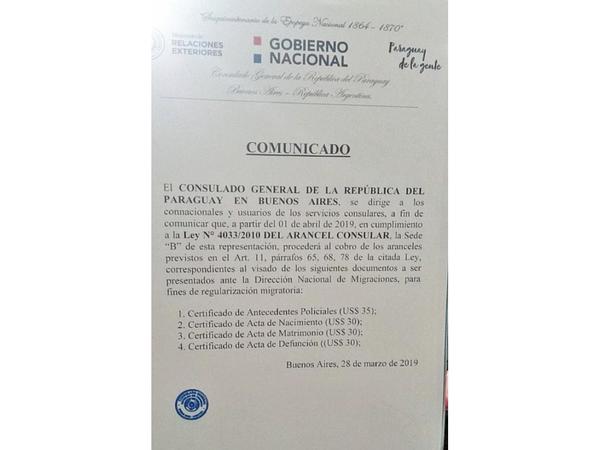 Sesquicentenario de la Epopeya Nacional 1864 - 1870"
Ministerio de
RELACIONES
EXTERIORES
GOBIERNO
NACIONAL
Paraguay
de la gente
Consulado General de la República del Paraguay
Buenos Aires – República Argentina.
COMUNICADO
El CONSULADO GENERAL DE LA REPÚBLICA DEL
PARAGUAY EN BUENOS AIRES, se dirige a los
connacionales y usuarios de los servicios consulares, a fin de
comunicar que, a partir del 01 de abril de 2019, en cumplimiento
a la Ley N° 4033/2010 DEL ARANCEL CONSULAR, la Sede
"B" de esta representación, procederá al cobro de los aranceles
previstos en el Art. 11, párrafos 65, 68, 78 de la citada Ley,
correspondientes al visado de los siguientes documentos a ser
presentados ante la Dirección Nacional de Migraciones, para
fines de regularización migratoria:
1. Certificado de Antecedentes Policiales (US$ 35);
2. Certificado de Acta de Nacimiento (US$ 30);
3. Certificado de Acta de Matrimonio (US$ 30);
4. Certificado de Acta de Defunción ((US$ 30);
Buenos Aires, 28 de marzo de 2019